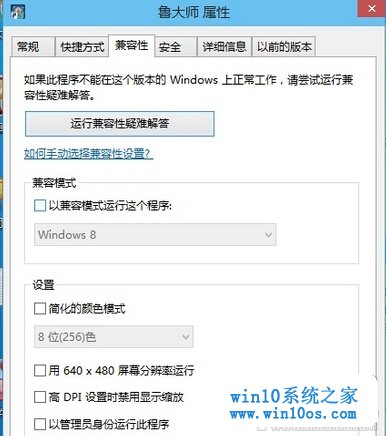 鲁大师 属性
常规 快捷方式 兼容性 安全 详细信息 以前的版本
如果此程序不能在这个版本的 Windows 上正常工作，请尝试运行兼
容性疑难解答。
运行兼容性疑难解答
如何手动选择兼容性设置?
兼容模式
以兼容模式运行这个程序:
Windows 8
设置
简化的颜色模式
8 位(256)色
用 640 x 480 屏幕分辨率运行
高 DPI 设置时禁用显示缩放
以管理员身份运行此程序
win10系统之家
www.win10os.com